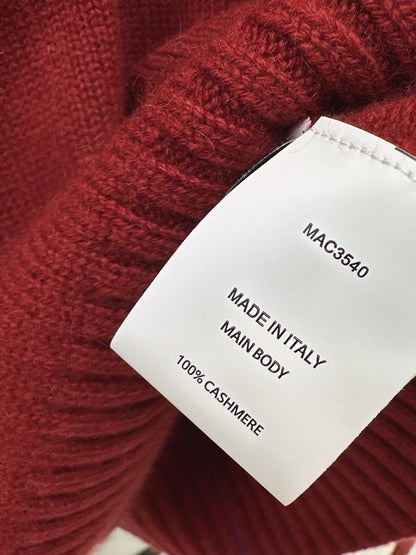 MAC3540
MADE IN ITALY
MAIN BODY
100% CASHMERE